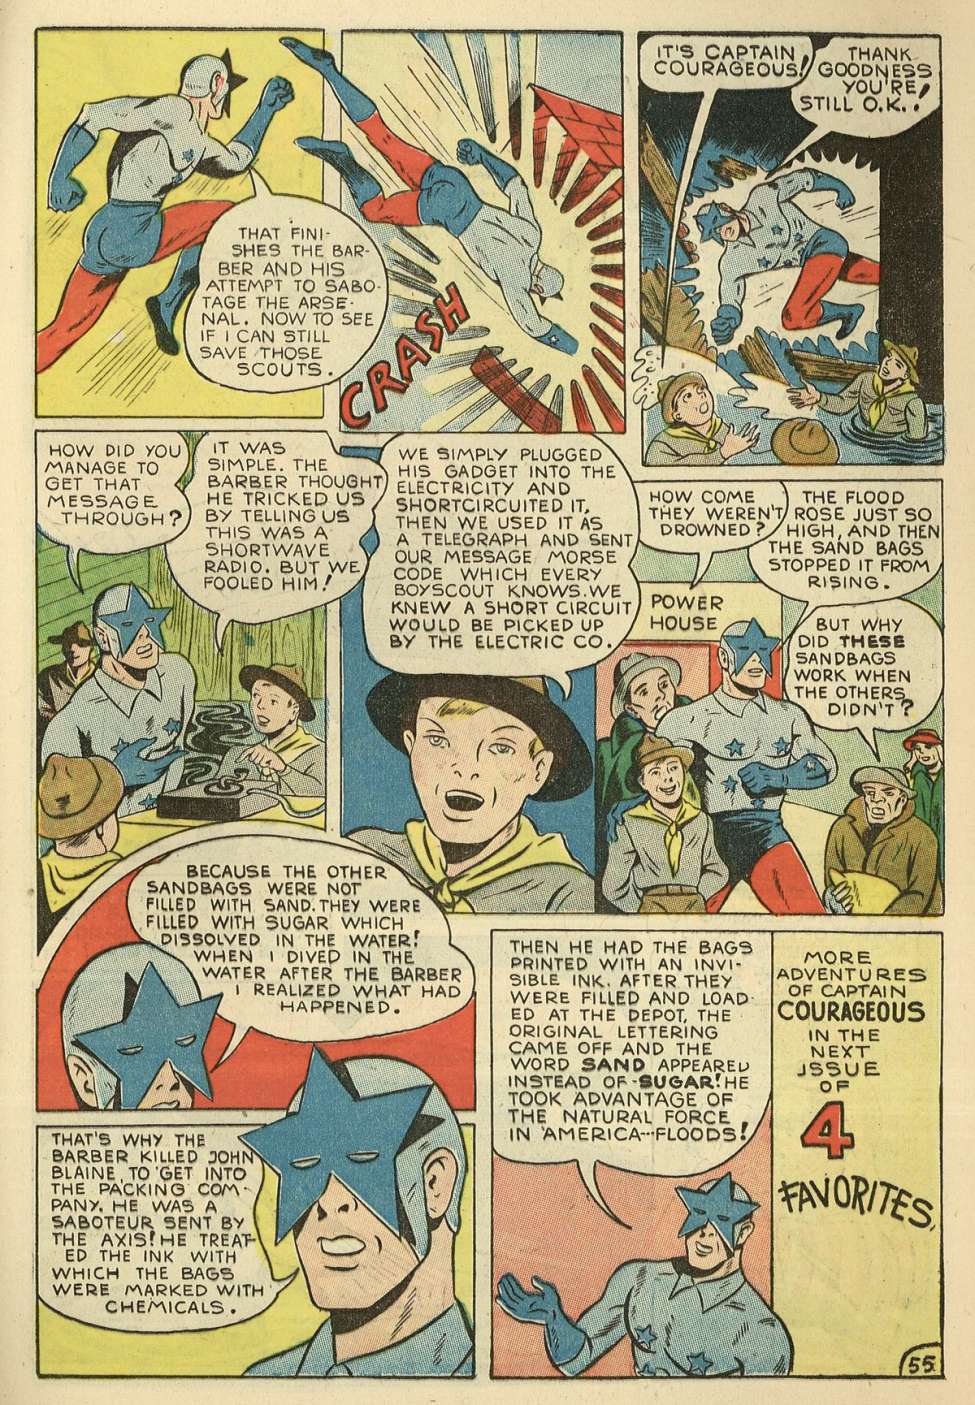 THAT FINI-
SHES THE BAR-
BER AND HIS
ATTEMPT TO SABO-
TAGE THE ARSE-
NAL. NOW TO SEE
IF I CAN STILL
SAVE THOSE
SCOUTS.
CRASH
IT'S CAPTAIN
COURAGEOUS!
THANK
GOODNESS
YOU'RE
STILL O.K.!
HOW DID YOU
MANAGE TO
GET THAT
MESSAGE
THROUGH?
IT WAS
SIMPLE. THE
BARBER THOUGHT
HE TRICKED US
BY TELLING US
THIS WAS A
SHORTWAVE
RADIO. BUT WE
FOOLED HIM!
WE SIMPLY PLUGGED
HIS GADGET INTO THE
ELECTRICITY AND
SHORTCIRCUITED IT,
THEN WE USED IT AS
A TELEGRAPH AND SENT
OUR MESSAGE MORSE
CODE WHICH EVERY
BOYSCOUT KNOWS. WE
KNEW A SHORT CIRCUIT
WOULD BE PICKED UP
BY THE ELECTRIC CO.
HOW COME
THEY WEREN'T
DROWNED?
THE FLOOD
ROSE JUST SO
HIGH, AND THEN
THE SAND BAGS
STOPPED IT FROM
RISING.
POWER
HOUSE
BUT WHY
DID THESE
SANDBAGS
WORK WHEN
THE OTHERS
DIDN'T?
BECAUSE THE OTHER
SANDBAGS WERE NOT
FILLED WITH SAND. THEY WERE
FILLED WITH SUGAR WHICH
DISSOLVED IN THE WATER!
WHEN I DIVED IN THE
WATER AFTER THE BARBER
I REALIZED WHAT HAD
HAPPENED.
THAT'S WHY THE
BARBER KILLED JOHN
BLAINE, TO GET INTO
THE PACKING COM-
PANY. HE WAS A
SABOTEUR SENT BY
THE AXIS! HE TREAT-
ED THE INK WITH
WHICH THE BAGS
WERE MARKED WITH
CHEMICALS.
THEN HE HAD THE BAGS
PRINTED WITH AN INVI-
SIBLE INK. AFTER THEY
WERE FILLED AND LOAD-
ED AT THE DEPOT, THE
ORIGINAL LETTERING
CAME OFF AND THE
WORD SAND APPEARED
INSTEAD OF SUGAR! HE
TOOK ADVANTAGE OF
THE NATURAL FORCE
IN AMERICA---FLOODS!
MORE
ADVENTURES
OF CAPTAIN
COURAGEOUS
IN THE
NEXT
ISSUE
OF
4
FAVORITES.
55